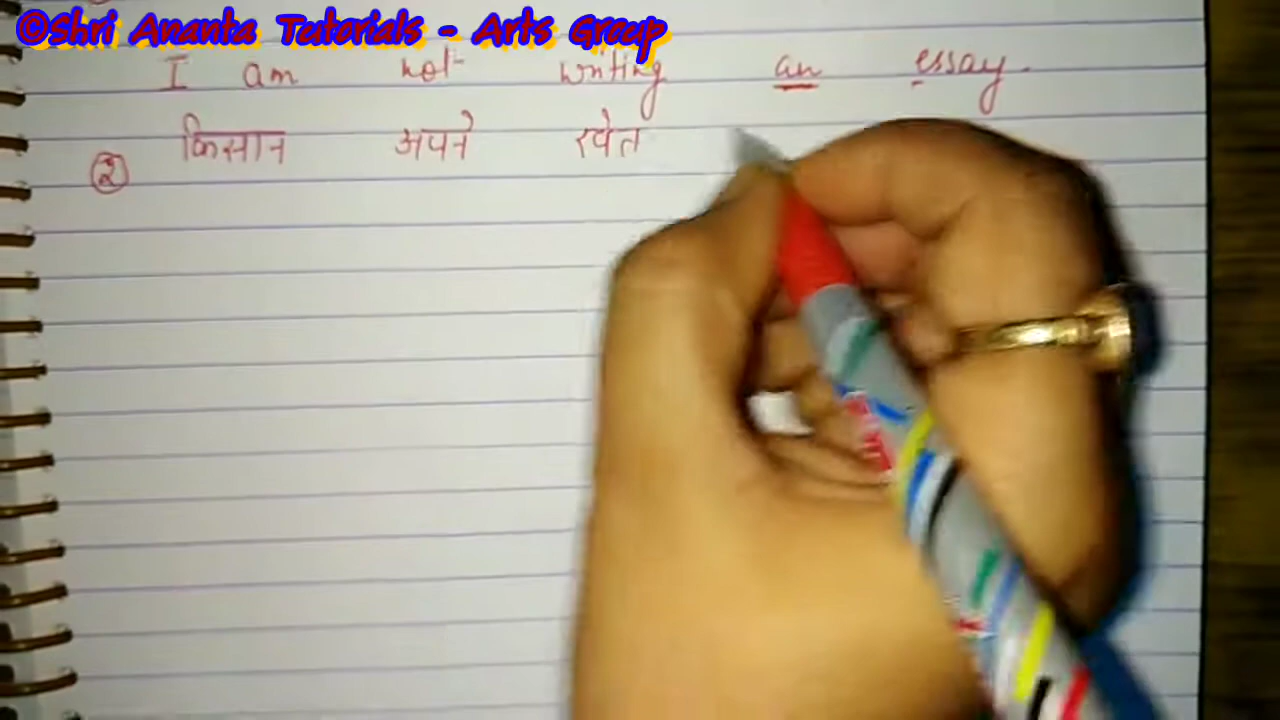 ©Shri Ananta Tutorials - Arts Group
I am not writing an essay.
② किसान अपने खेत